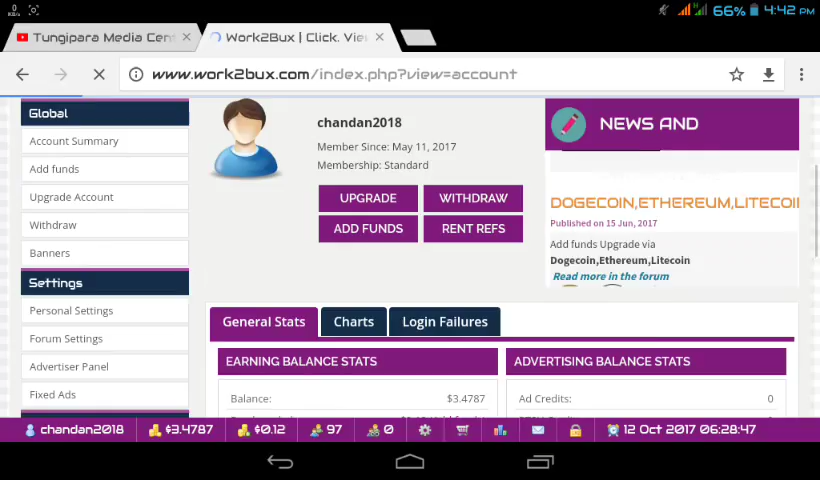 0
KB/s
66%
4:42 PM
Tungipara Media Cen
Work2Bux | Click. Vie
www.work2bux.com/index.php?view=account
Global
Account Summary
Add funds
Upgrade Account
Withdraw
Banners
Settings
Personal Settings
Forum Settings
Advertiser Panel
Fixed Ads
chandan2018
Member Since: May 11, 2017
Membership: Standard
UPGRADE
WITHDRAW
ADD FUNDS
RENT REFS
NEWS AND
DOGECOIN,ETHEREUM,LITECOI
Published on 15 Jun, 2017
Add funds Upgrade via
Dogecoin,Ethereum,Litecoin
Read more in the forum
General Stats
Charts
Login Failures
EARNING BALANCE STATS
Balance: $3.4787
ADVERTISING BALANCE STATS
Ad Credits: 0
chandan2018 $3.4787 $0.12 97 0 12 Oct 2017 06:28:47